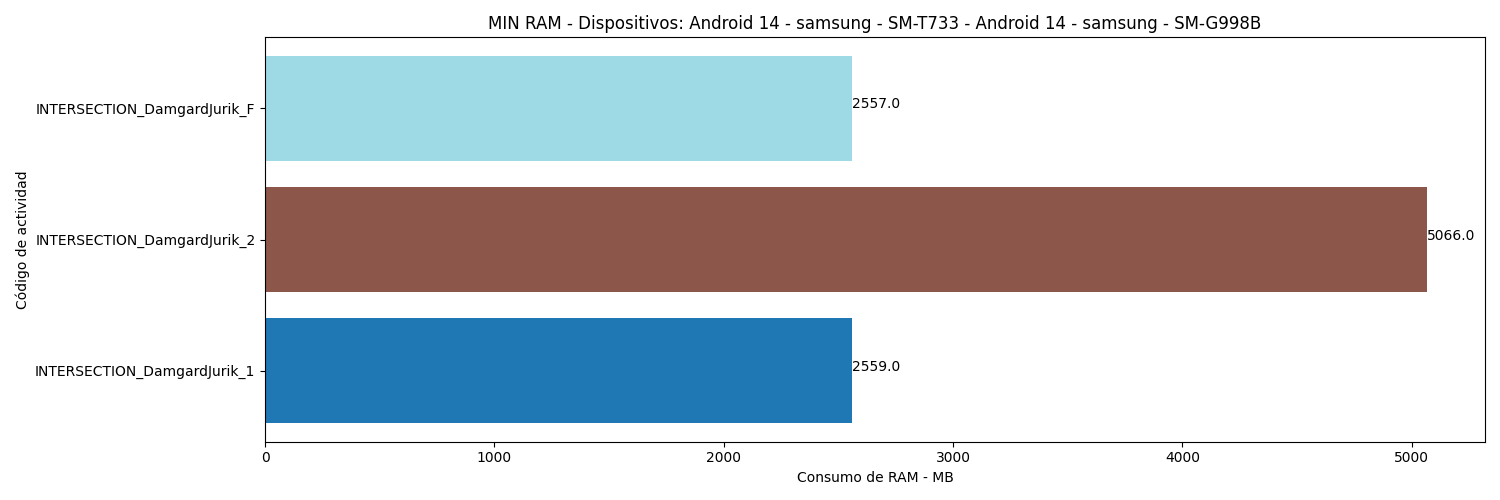 MIN RAM - Dispositivos: Android 14 - samsung - SM-T733 - Android 14 - samsung - SM-G998B
Código de actividad
INTERSECTION_DamgardJurik_F
2557.0
INTERSECTION_DamgardJurik_2
5066.0
INTERSECTION_DamgardJurik_1
2559.0
0 1000 2000 3000 4000 5000
Consumo de RAM - MB